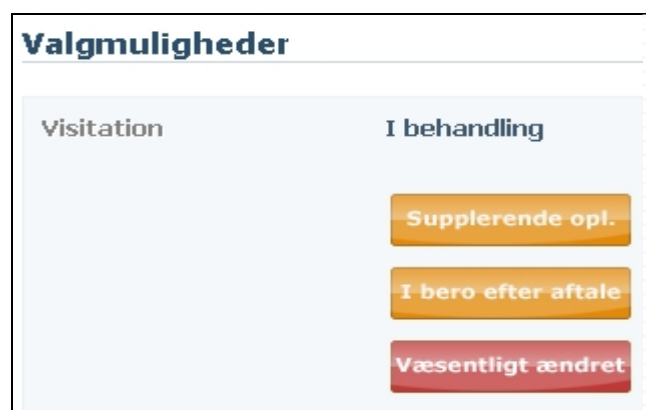 Valgmuligheder
Visitation I behandling
Supplerende opl.
I bero efter aftale
Væsentligt ændret